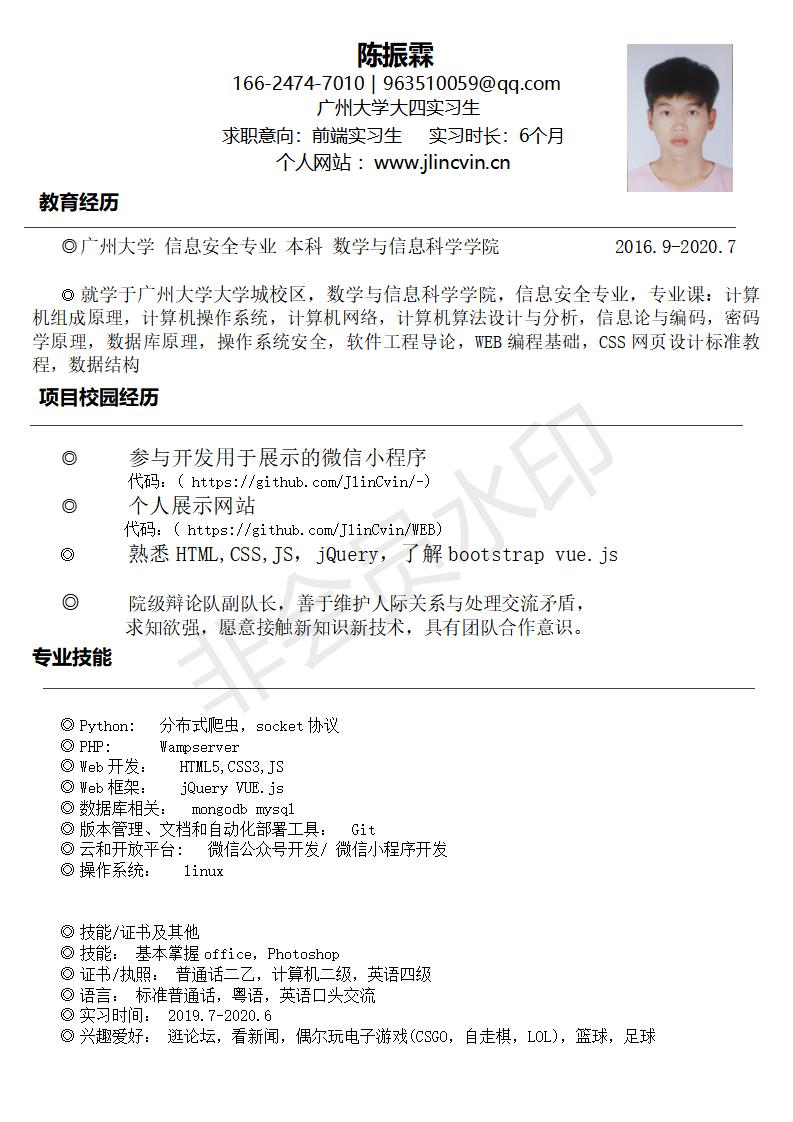 陈振霖
166-2474-7010 | 963510059@qq.com
广州大学大四实习生
求职意向：前端实习生 实习时长：6个月
个人网站 ：www.jlincvin.cn
教育经历
◎广州大学 信息安全专业 本科 数学与信息科学学院 2016.9-2020.7
◎ 就学于广州大学大学城校区，数学与信息科学学院，信息安全专业，专业课：计算
机组成原理，计算机操作系统，计算机网络，计算机算法设计与分析，信息论与编码，密码
学原理，数据库原理，操作系统安全，软件工程导论，WEB 编程基础，CSS 网页设计标准教
程，数据结构
项目校园经历
◎ 参与开发用于展示的微信小程序
代码：( https://github.com/JlinCvin/-)
◎ 个人展示网站
代码：( https://github.com/JlinCvin/WEB)
◎ 熟悉 HTML,CSS,JS，jQuery，了解 bootstrap vue.js
◎ 院级辩论队副队长，善于维护人际关系与处理交流矛盾，
求知欲强，愿意接触新知识新技术，具有团队合作意识。
专业技能
◎ Python: 分布式爬虫，socket 协议
◎ PHP: Wampserver
◎ Web 开发： HTML5,CSS3,JS
◎ Web 框架： jQuery VUE.js
◎ 数据库相关： mongodb mysql
◎ 版本管理、文档和自动化部署工具： Git
◎ 云和开放平台: 微信公众号开发/ 微信小程序开发
◎ 操作系统： linux
◎ 技能/证书及其他
◎ 技能： 基本掌握 office，Photoshop
◎ 证书/执照： 普通话二乙，计算机二级，英语四级
◎ 语言： 标准普通话，粤语，英语口头交流
◎ 实习时间： 2019.7-2020.6
◎ 兴趣爱好： 逛论坛，看新闻，偶尔玩电子游戏(CSGO，自走棋，LOL)，篮球，足球
非会员水印